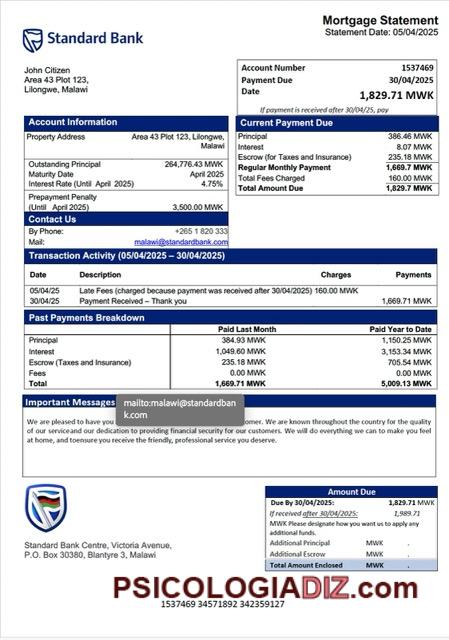 Mortgage Statement
Statement Date: 05/04/2025
Standard Bank
John Citizen
Area 43 Plot 123,
Lilongwe, Malawi
Account Number 1537469
Payment Due 30/04/2025
Date 1,829.71 MWK
If payment is received after 30/04/25, pay
Account Information
Property Address Area 43 Plot 123, Lilongwe,
Malawi
Outstanding Principal 264,776.43 MWK
Maturity Date April 2025
Interest Rate (Until April 2025) 4.75%
Prepayment Penalty
(Until April 2025) 3,500.00 MWK
Current Payment Due
Principal 386.46 MWK
Interest 8.07 MWK
Escrow (for Taxes and Insurance) 235.18 MWK
Regular Monthly Payment 1,669.7 MWK
Total Fees Charged 160.00 MWK
Total Amount Due 1,829.7 MWK
Contact Us
By Phone: +265 1 820 333
Mail: malawi@standardbank.com
Transaction Activity (05/04/2025 – 30/04/2025)
Date Description Charges Payments
05/04/25 Late Fees (charged because payment was received after 30/04/2025) 160.00 MWK
30/04/25 Payment Received – Thank you 1,669.71 MWK
Past Payments Breakdown
Paid Last Month Paid Year to Date
Principal 384.93 MWK 1,150.25 MWK
Interest 1,049.60 MWK 3,153.34 MWK
Escrow (Taxes and Insurance) 235.18 MWK 705.54 MWK
Fees 0.00 MWK 0.00 MWK
Total 1,669.71 MWK 5,009.13 MWK
Important Messages
mailto:malawi@standardban
k.com
We are pleased to have you omer. We are known throughout the country for the quality
of our serviceand our dedication to providing financial security for our customers. We will do everything we can to make you feel
at home, and toensure you receive the friendly, professional service you deserve.
Standard Bank Centre, Victoria Avenue,
P.O. Box 30380, Blantyre 3, Malawi
Amount Due
Due By 30/04/2025: 1,829.71 MWK
If received after 30/04/2025: 1,989.71
MWK Please designate how you want us to apply any
additional funds.
Additional Principal MWK .
Additional Escrow MWK .
Total Amount Enclosed MWK .
PSICOLOGIADIZ.com
1537469 34571892 342359127